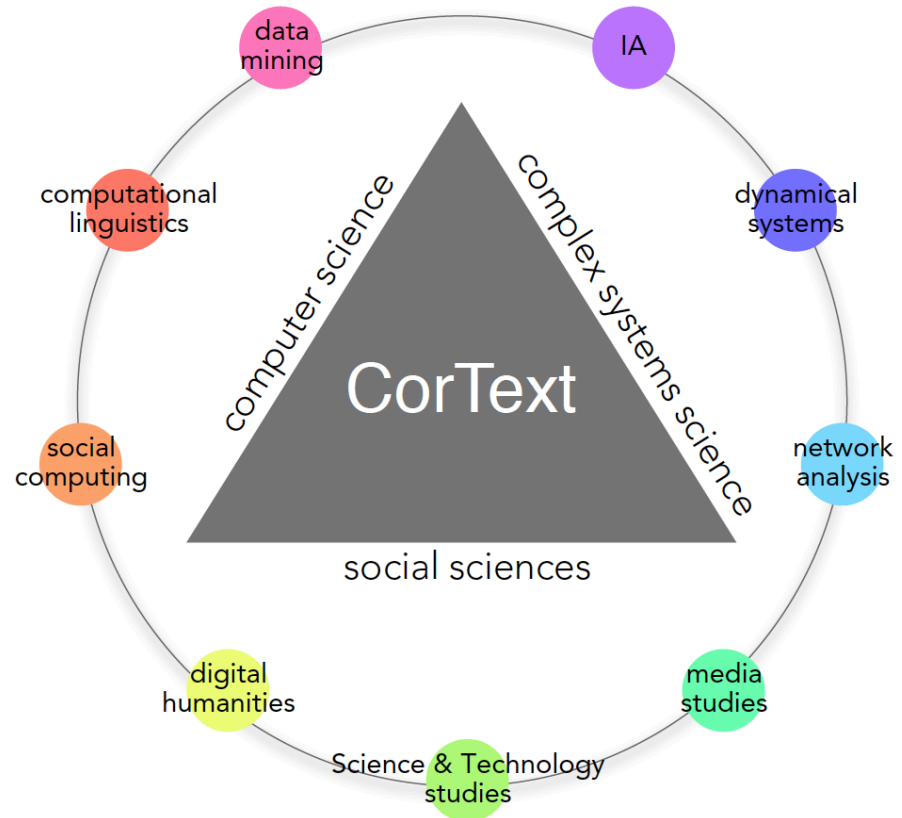 data
mining
IA
computational
linguistics
dynamical
systems
computer science
complex systems science
CorText
social
computing
network
analysis
social sciences
digital
humanities
media
studies
Science & Technology
studies